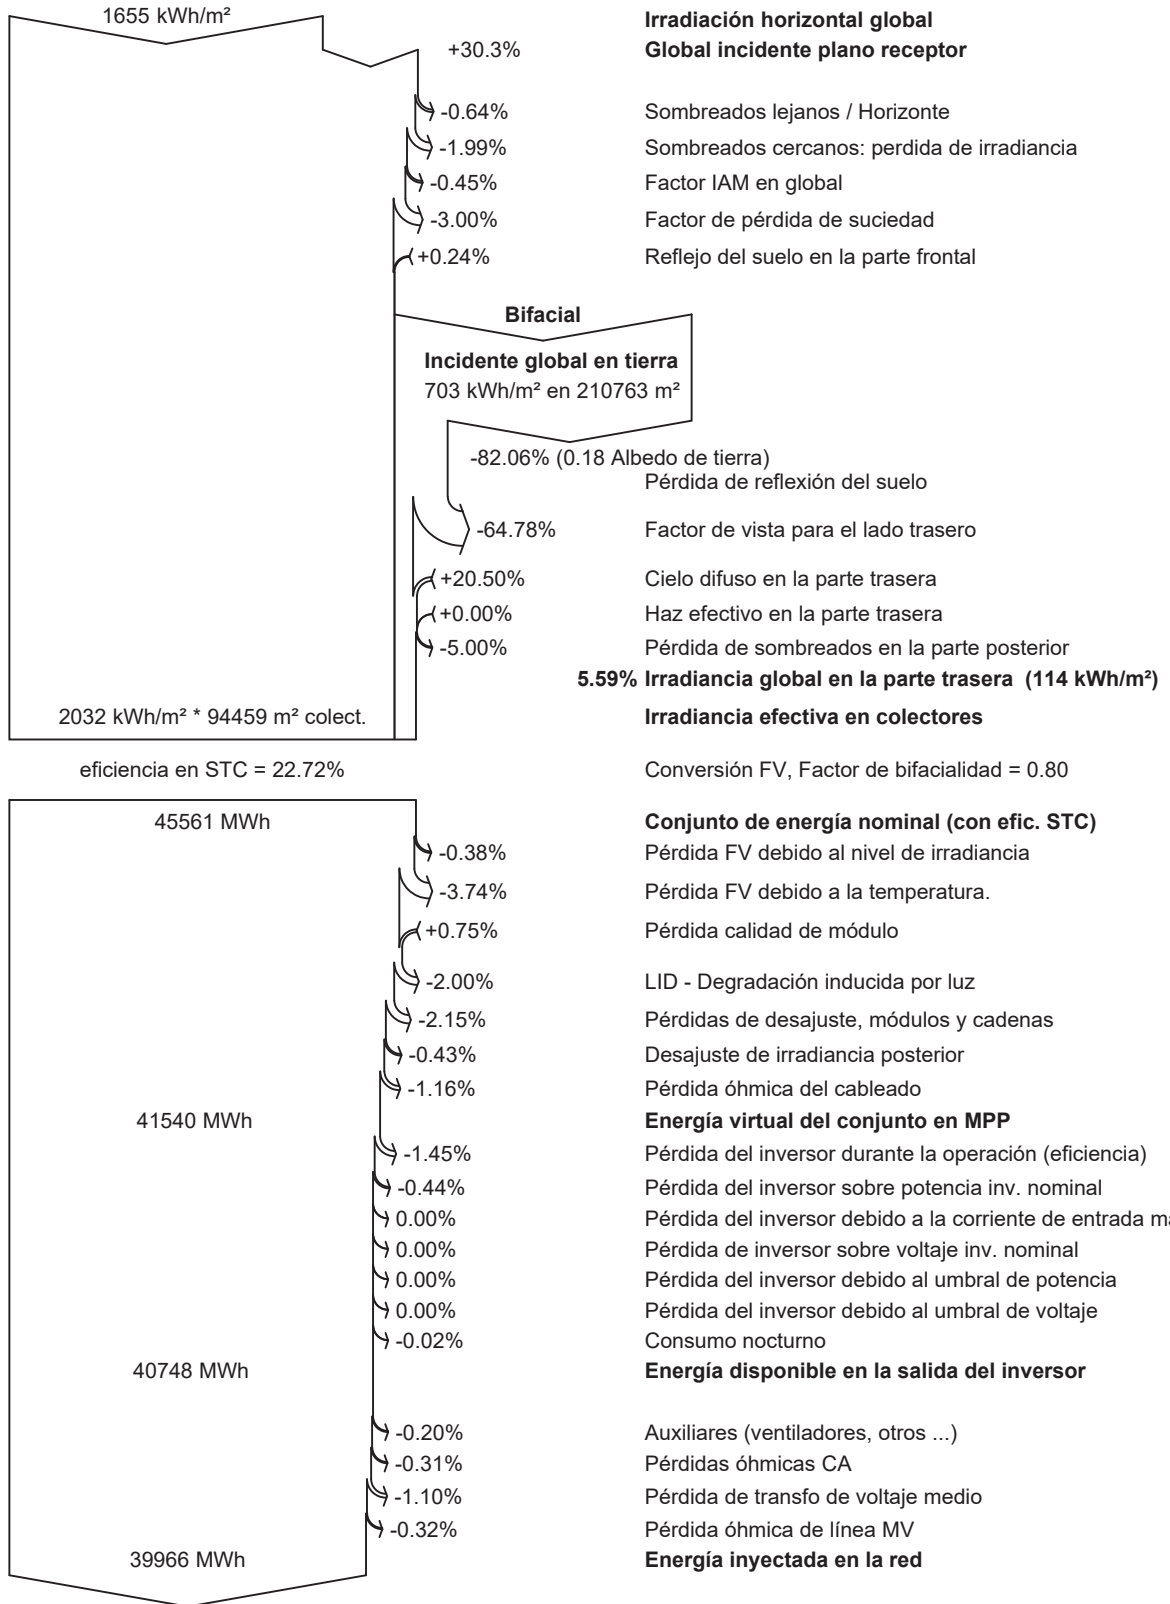 1655 kWh/m² Irradiación horizontal global
+30.3% Global incidente plano receptor
-0.64% Sombreados lejanos / Horizonte
-1.99% Sombreados cercanos: perdida de irradiancia
-0.45% Factor IAM en global
-3.00% Factor de pérdida de suciedad
+0.24% Reflejo del suelo en la parte frontal
Bifacial
Incidente global en tierra
703 kWh/m² en 210763 m²
-82.06% (0.18 Albedo de tierra)
Pérdida de reflexión del suelo
-64.78% Factor de vista para el lado trasero
+20.50% Cielo difuso en la parte trasera
+0.00% Haz efectivo en la parte trasera
-5.00% Pérdida de sombreados en la parte posterior
5.59% Irradiancia global en la parte trasera (114 kWh/m²)
2032 kWh/m² * 94459 m² colect. Irradiancia efectiva en colectores
eficiencia en STC = 22.72% Conversión FV, Factor de bifacialidad = 0.80
45561 MWh Conjunto de energía nominal (con efic. STC)
-0.38% Pérdida FV debido al nivel de irradiancia
-3.74% Pérdida FV debido a la temperatura.
+0.75% Pérdida calidad de módulo
-2.00% LID - Degradación inducida por luz
-2.15% Pérdidas de desajuste, módulos y cadenas
-0.43% Desajuste de irradiancia posterior
-1.16% Pérdida óhmica del cableado
41540 MWh Energía virtual del conjunto en MPP
-1.45% Pérdida del inversor durante la operación (eficiencia)
-0.44% Pérdida del inversor sobre potencia inv. nominal
0.00% Pérdida del inversor debido a la corriente de entrada
0.00% Pérdida de inversor sobre voltaje inv. nominal
0.00% Pérdida del inversor debido al umbral de potencia
0.00% Pérdida del inversor debido al umbral de voltaje
-0.02% Consumo nocturno
40748 MWh Energía disponible en la salida del inversor
-0.20% Auxiliares (ventiladores, otros ...)
-0.31% Pérdidas óhmicas CA
-1.10% Pérdida de transfo de voltaje medio
-0.32% Pérdida óhmica de línea MV
39966 MWh Energía inyectada en la red